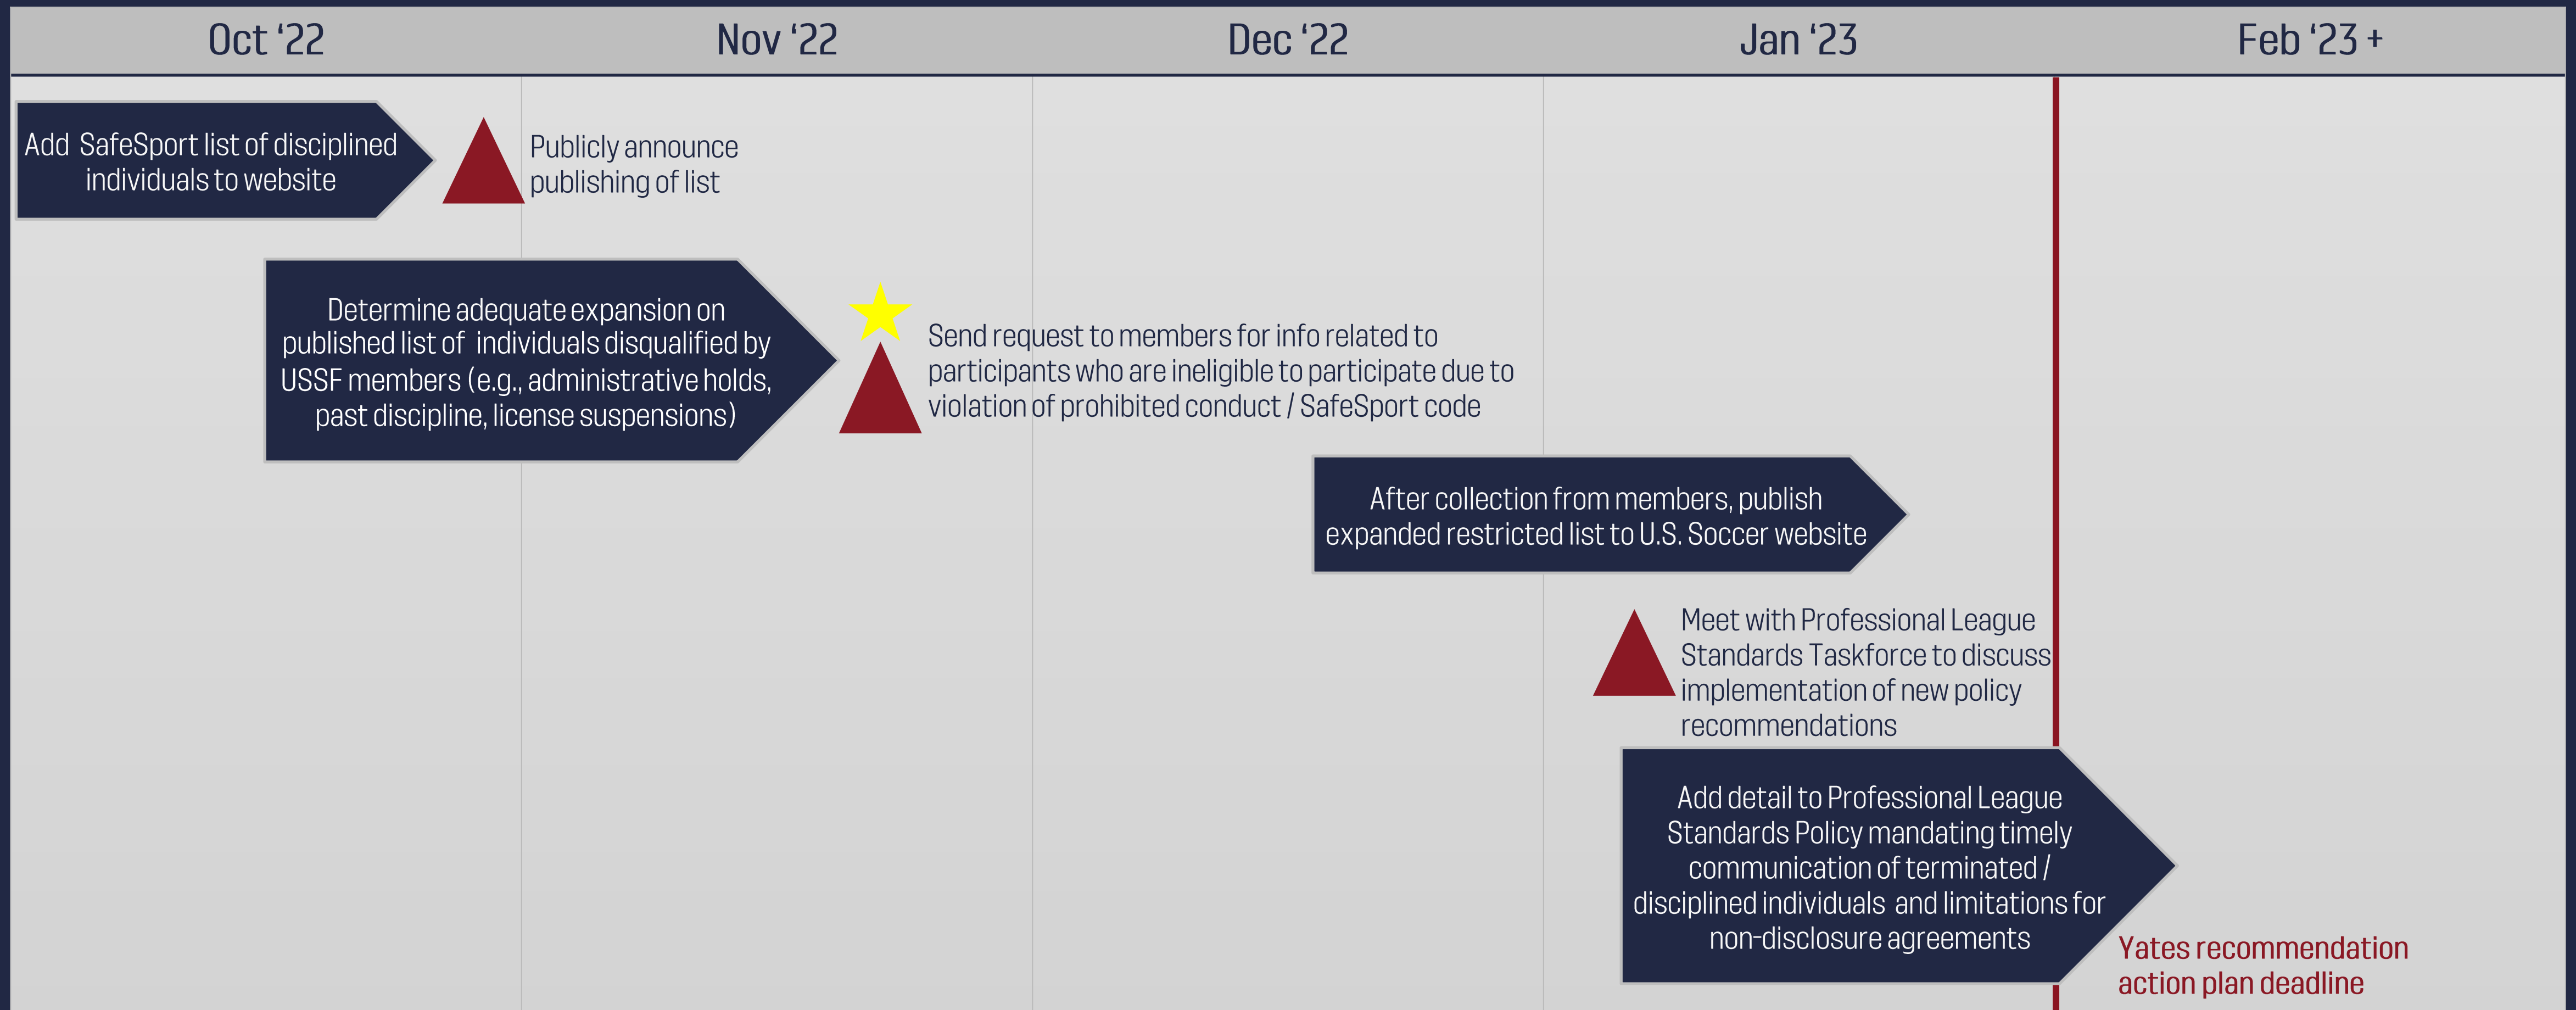 Oct ‘22
Nov ‘22
Dec ‘22
Jan ‘23
Feb ‘23 +
Add  SafeSport list of disciplined
individuals to website
Publicly announce
publishing of list
Determine adequate expansion on
published list of  individuals disqualified by
USSF members (e.g., administrative holds,
past discipline, license suspensions)
Send request to members for info related to
participants who are ineligible to participate due to
violation of prohibited conduct / SafeSport code
After collection from members, publish
expanded restricted list to U.S. Soccer website
Meet with Professional League
Standards Taskforce to discuss
implementation of new policy
recommendations
Add detail to Professional League
Standards Policy mandating timely
communication of terminated /
disciplined individuals  and limitations for
non-disclosure agreements
Yates recommendation
action plan deadline